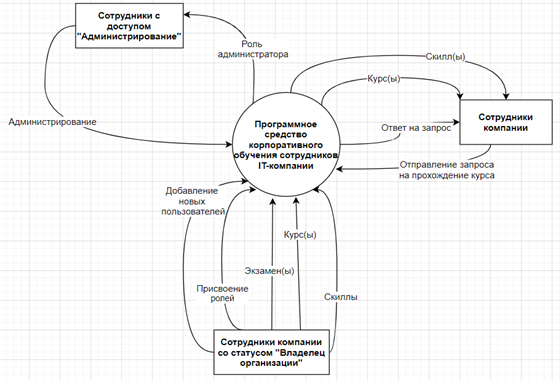 Сотрудники с
доступом
"Администрирование"
Роль
администратора
Скилл(ы)
Курс(ы)
Администрирование
Программное
средство
корпоративного
обучения сотрудников
IT-компании
Ответ на запрос
Сотрудники
компании
Отправление запроса
на прохождение курса
Добавление
новых
пользователей
Курс(ы)
Экзамен(ы)
Присвоение
ролей
Скиллы
Сотрудники компании
со статусом "Владелец
организации"